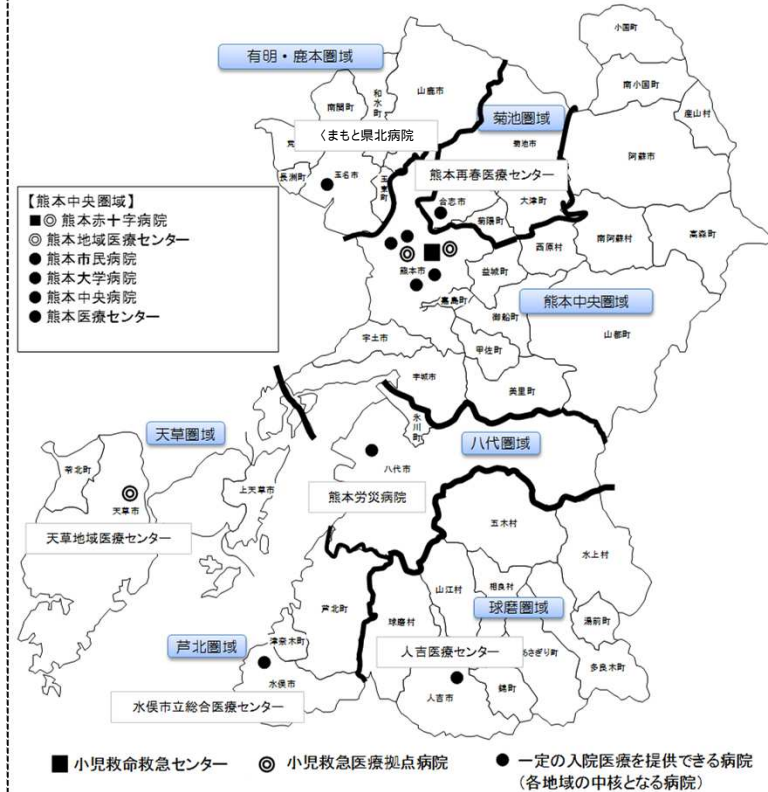 小国町
有明・鹿本圏域
山鹿市
和水町
南関町
南小国町
産山村
菊池圏域
くまもと県北病院
菊池市
阿蘇市
荒
長洲町
玉名市
玉東町
熊本再春医療センター
合志市
大津町
菊陽町
【熊本中央圏域】
■◎ 熊本赤十字病院
◎ 熊本地域医療センター
● 熊本市民病院
● 熊本大学病院
● 熊本中央病院
● 熊本医療センター
西原村
南阿蘇村
高森町
熊本市
益城町
嘉島町
熊本中央圏域
御船町
山都町
宇土市
甲佐町
宇城市
美里町
氷川町
天草圏域
八代圏域
苓北町
八代市
上天草市
天草市
熊本労災病院
天草地域医療センター
五木村
水上村
芦北町
山江村
相良村
球磨圏域
湯前町
球磨村
芦北圏域
津奈木町
人吉医療センター
あさぎり町
多良木町
水俣市
錦町
人吉市
水俣市立総合医療センター
■ 小児救命救急センター ◎ 小児救急医療拠点病院 ● 一定の入院医療を提供できる病院
(各地域の中核となる病院)